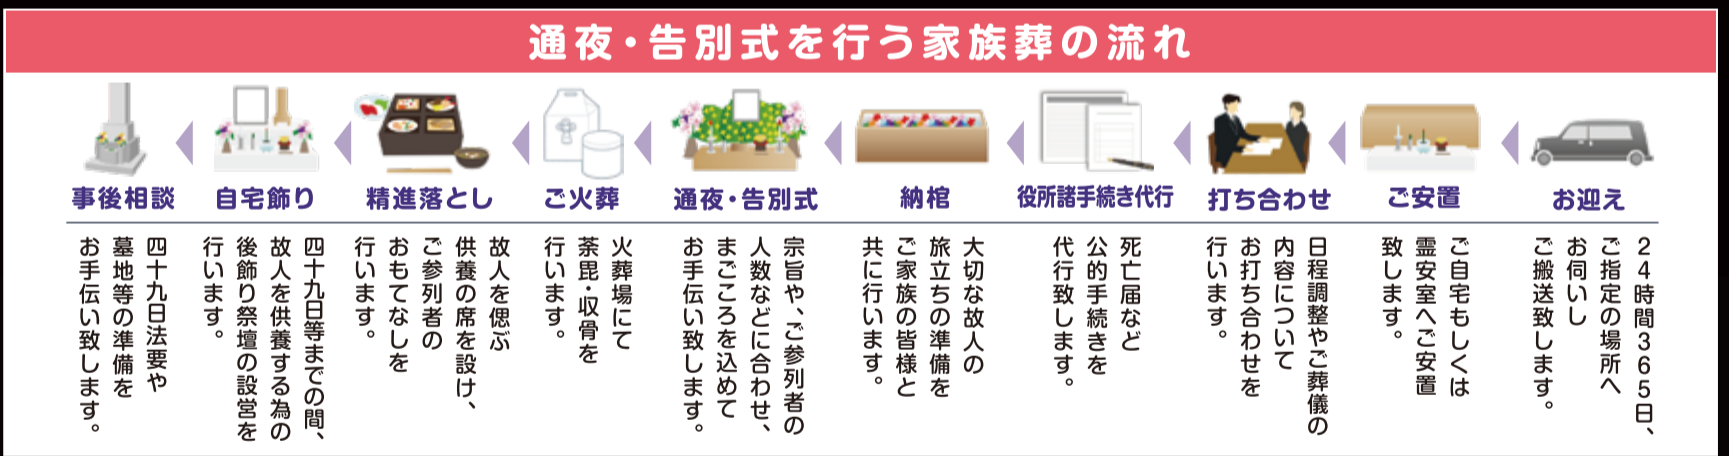 通夜・告別式を行う家族葬の流れ
お迎え
24時間365日、
ご指定の場所へ
お伺いし
ご搬送致します。
ご安置
ご自宅もしくは
霊安室へご安置
致します。
打ち合わせ
日程調整やご葬儀の
内容について
お打ち合わせを
行います。
役所諸手続き代行
死亡届など
公的手続きを
代行致します。
納棺
大切な故人の
旅立ちの準備を
ご家族の皆様と
共に行います。
通夜・告別式
宗旨や、ご参列者の
人数などに合わせ、
まごころを込めて
お手伝い致します。
ご火葬
火葬場にて
荼毘・収骨を
行います。
精進落とし
故人を偲ぶ
供養の席を設け、
ご参列者の
おもてなしを
行います。
自宅飾り
四十九日等までの間、
故人を供養する為の
後飾り祭壇の設営を
行います。
事後相談
四十九日法要や
墓地等の準備を
お手伝い致します。